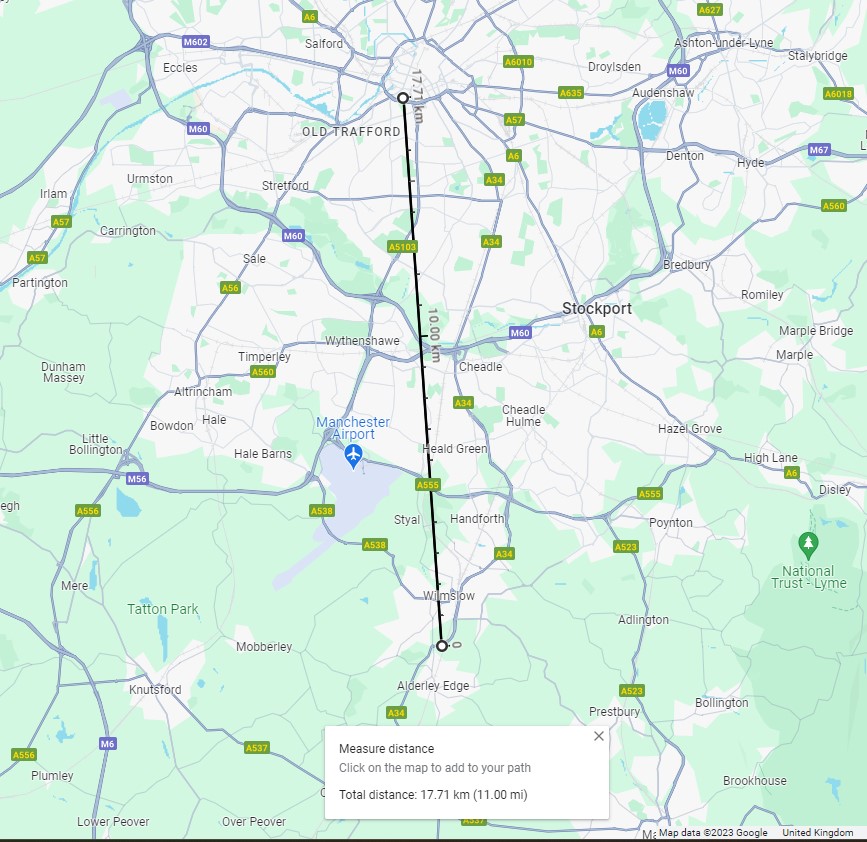 A6
A627
M602
Salford
Ashton-under-Lyne
Eccles
A6010
Droylsden
M60
Stalybridge
17.71 km
A635
Audenshaw
A6018
M60
A57
OLD TRAFFORD
A6
Denton
M67
Hyde
Urmston
Stretford
A34
Irlam
A57
A560
Carrington
M60
A5103
A34
Sale
A57
Bredbury
Partington
A56
Romiley
Stockport
10.00 km
M60
A6
Marple Bridge
Wythenshawe
Marple
Timperley
Dunham
Massey
A560
Cheadle
Altrincham
A34
Cheadle
Hulme
Hale
Bowdon
Manchester
Airport
Hazel Grove
Little
Bollington
Hale Barns
Heald Green
High Lane
M56
A555
A6
Disley
A555
A556
A538
Styal
Handforth
Poynton
A538
A523
A34
National
Trust - Lyme
Mere
Wilmslow
Tatton Park
Adlington
Mobberley
0
Alderley Edge
Knutsford
A523
Bollington
A34
Prestbury
M6
A537
A556
Measure distance
Click on the map to add to your path
Total distance: 17.71 km (11.00 mi)
Plumley
Brookhouse
Lower Peover
Over Peover
A537
Map data ©2023 Google
United Kingdom